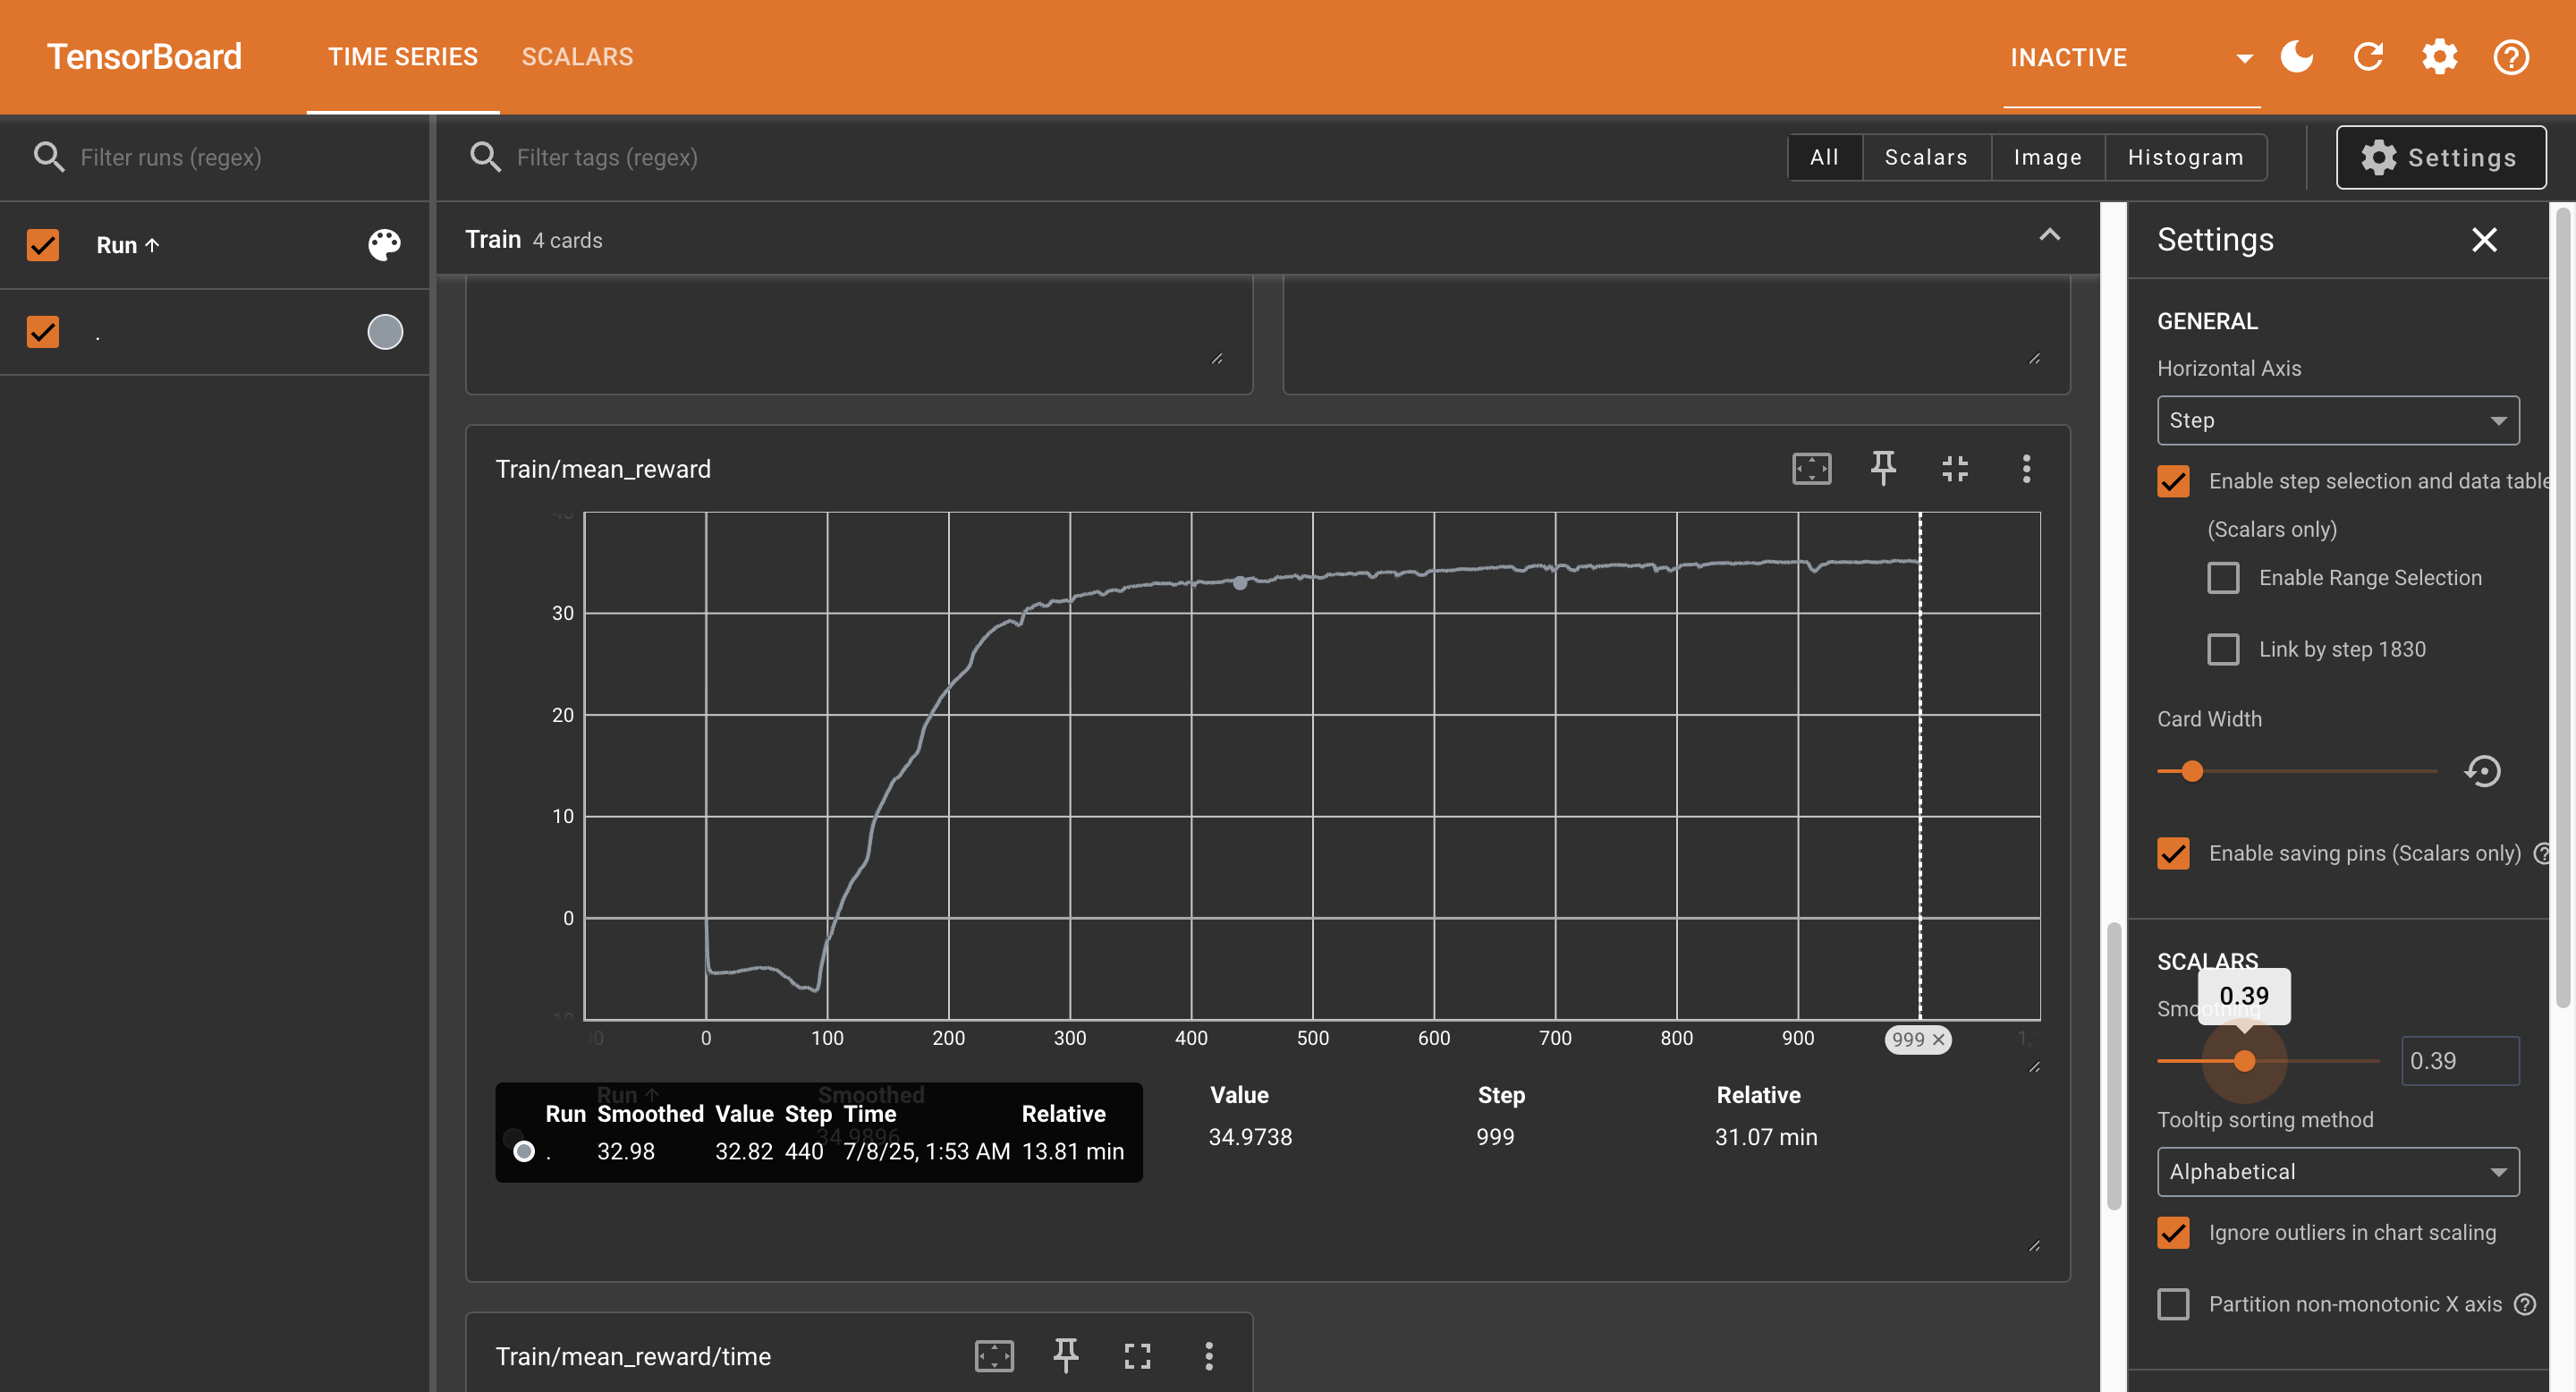 TensorBoard
TIME SERIES
SCALARS
INACTIVE
Filter runs (regex)
Filter tags (regex)
All
Scalars
Image
Histogram
Settings
Run
.
Train 4 cards
Train/mean_reward
30
20
10
0
0
100
200
300
400
500
600
700
800
900
999
Run Smoothed
34.9896
Value Step Relative
34.9738 999 31.07 min
Run Smoothed Value Step Time Relative
. 32.98 32.82 440 7/8/25, 1:53 AM 13.81 min
Train/mean_reward/time
Settings
GENERAL
Horizontal Axis
Step
Enable step selection and data table
(Scalars only)
Enable Range Selection
Link by step 1830
Card Width
Enable saving pins (Scalars only)
SCALARS
0.39
Smoothing
0.39
Tooltip sorting method
Alphabetical
Ignore outliers in chart scaling
Partition non-monotonic X axis